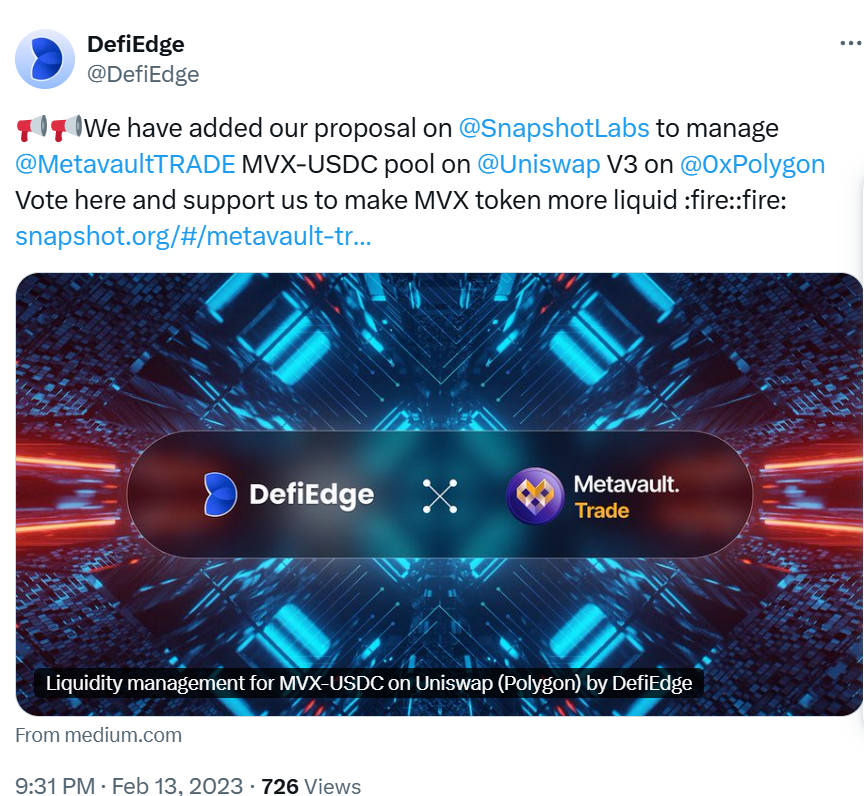 DefiEdge
@DefiEdge
📢📢We have added our proposal on @SnapshotLabs to manage
@MetavaultTRADE MVX-USDC pool on @Uniswap V3 on @0xPolygon
Vote here and support us to make MVX token more liquid :fire::fire:
snapshot.org/#/metavault-tr...
DefiEdge
Metavault.
Trade
Liquidity management for MVX-USDC on Uniswap (Polygon) by DefiEdge
From medium.com
9:31 PM · Feb 13, 2023 · 726 Views